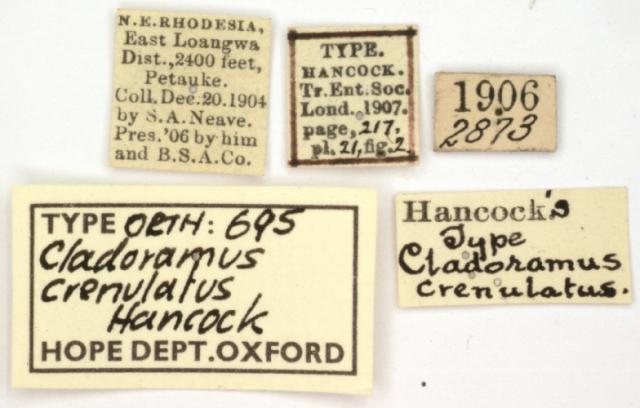 N.E.RHODESIA,
East Loangwa
Dist.,2400 feet,
Petauke.
Coll. Dec. 20. 1904
by S.A. Neave.
Pres.'06 by him
and B.S.A.Co.
TYPE.
HANCOCK.
Tr. Ent. Soc.
Lond., 1907.
page, 217.
pl. 21, fig. 2.
1906
2873
TYPE ORTH: 695
Cladoramus
crenulatus
Hancock
HOPE DEPT. OXFORD
Hancock's
Type
Cladoramus
crenulatus.